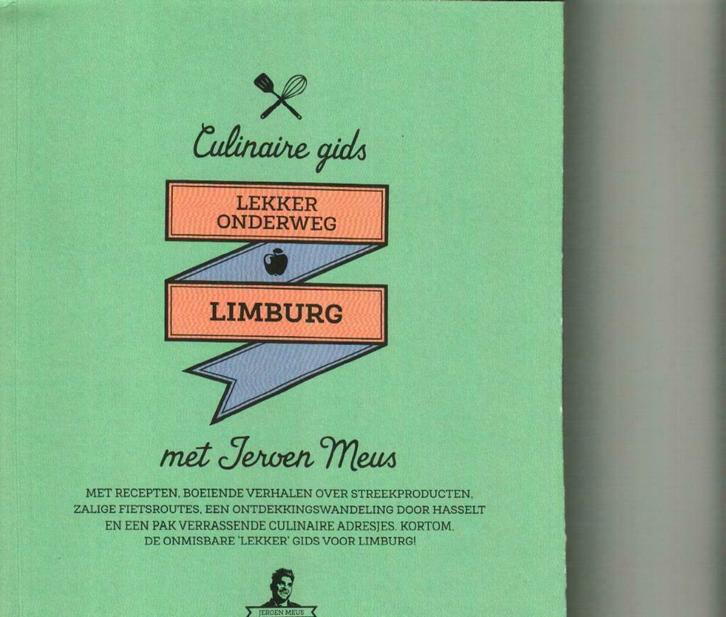 Culinaire gids
LEKKER
ONDERWEG
LIMBURG
met Jeroen Meus
MET RECEPTEN, BOEIENDE VERHALEN OVER STREEKPRODUCTEN,
ZALIGE FIETSROUTES, EEN ONTDEKKINGSWANDELING DOOR HASSELT
EN EEN PAK VERRASSENDE CULINAIRE ADRESJES. KORTOM,
DE ONMISBARE 'LEKKER' GIDS VOOR LIMBURG!
JEROEN MEUS